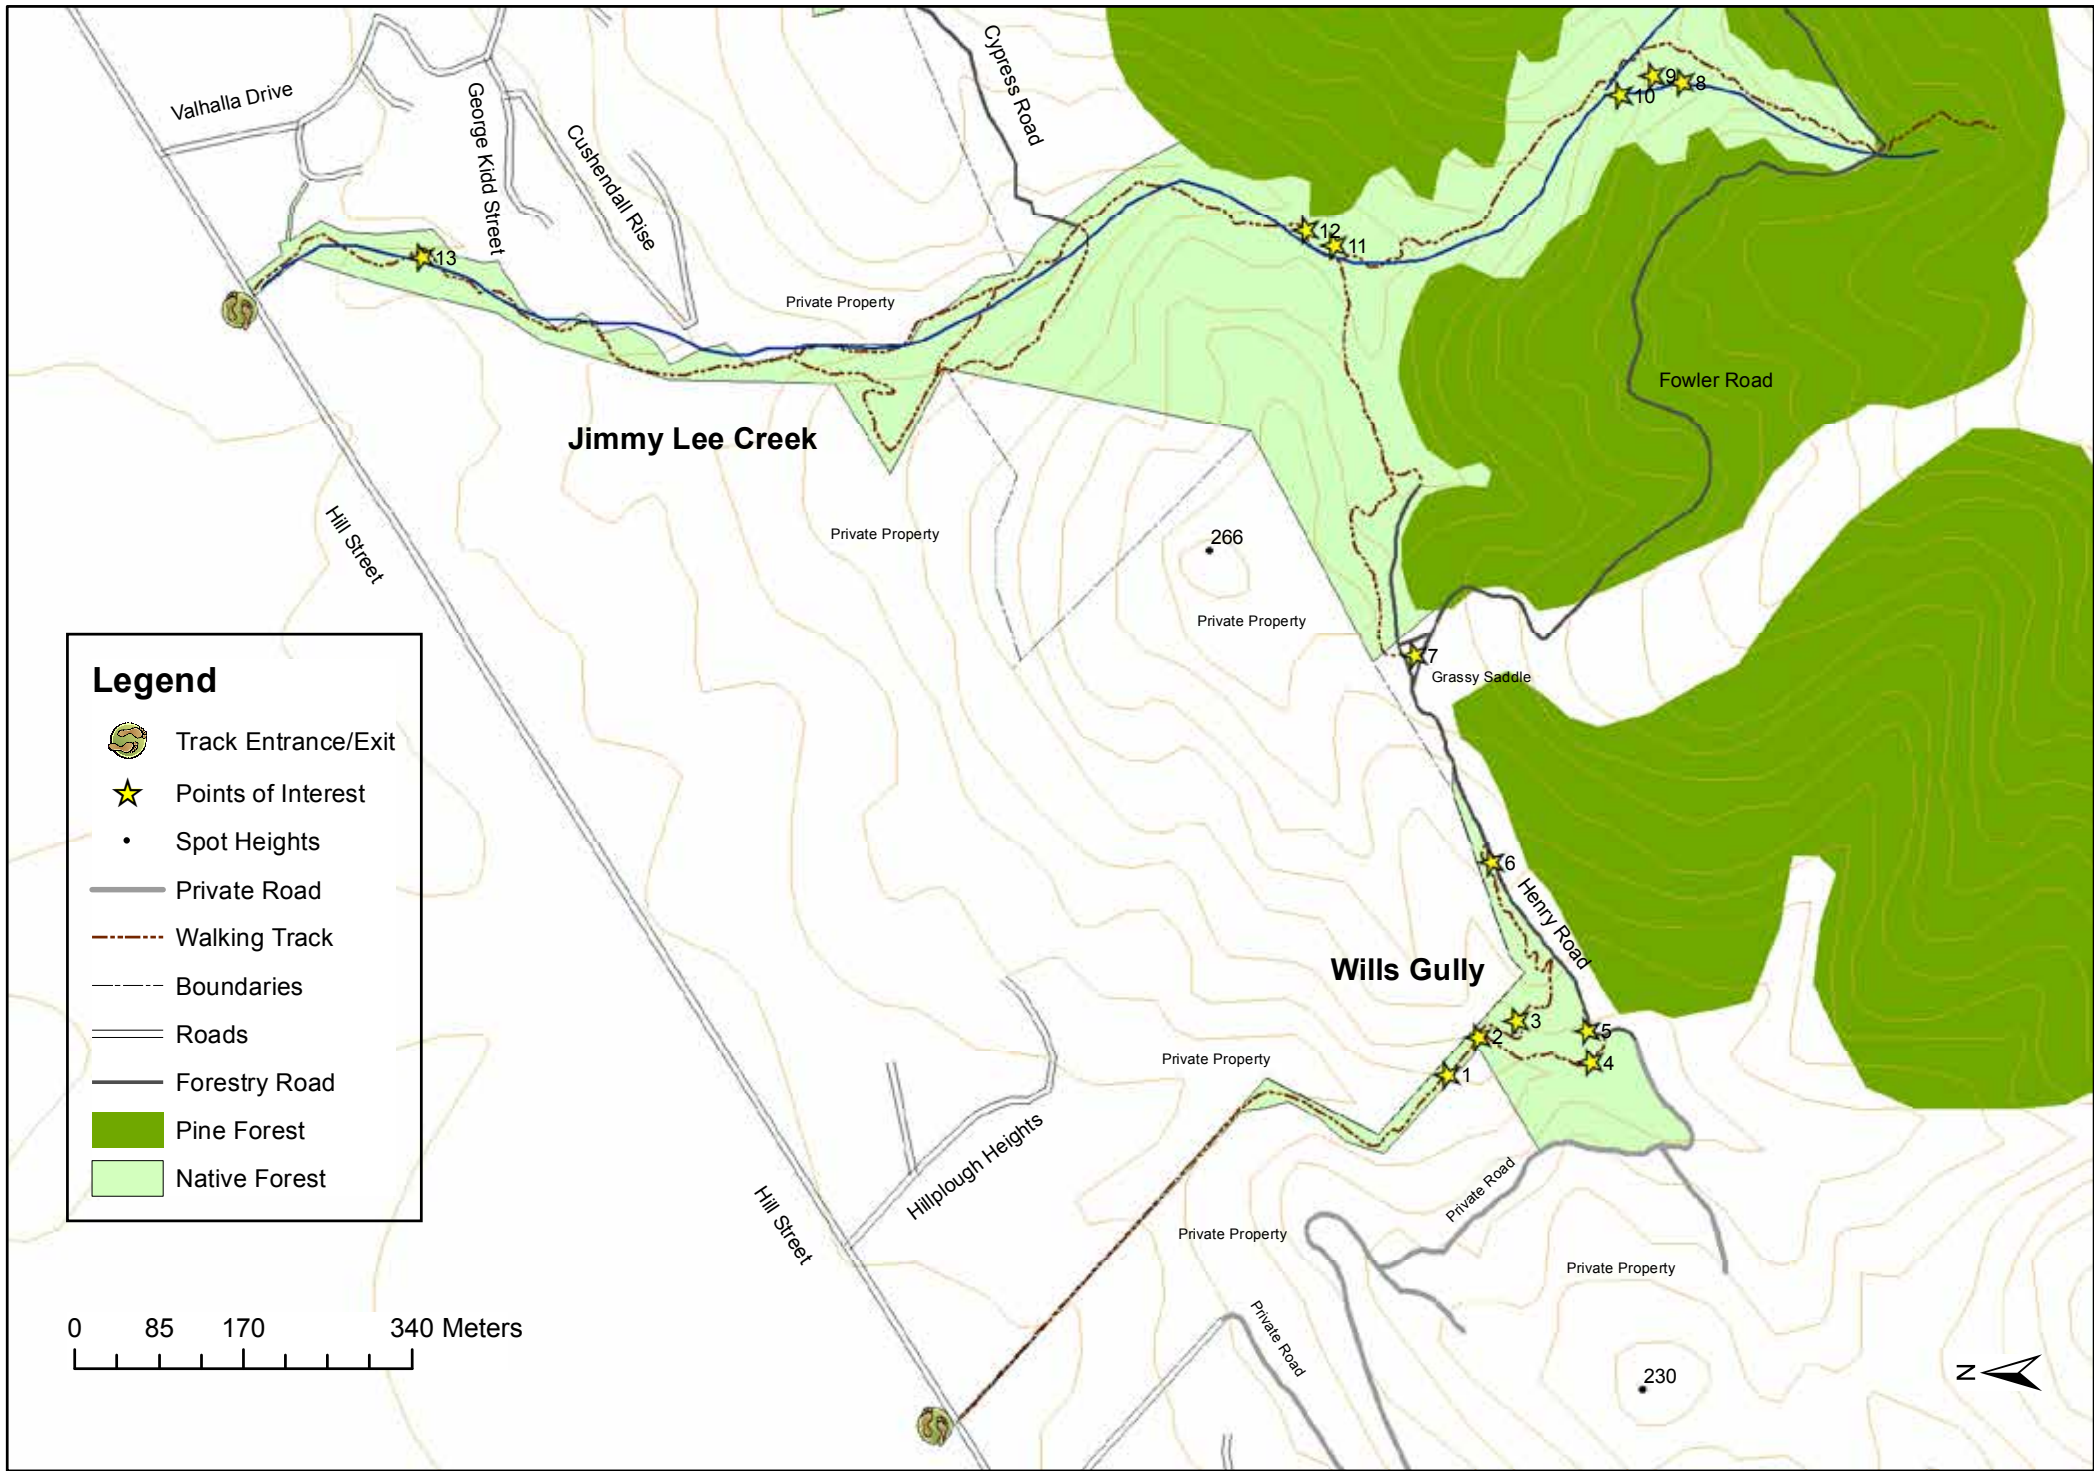 Valhalla Drive
George Kidd Street
Cushendall Rise
Cypress Road
9
8
10
12
11
13
Private Property
Fowler Road
Jimmy Lee Creek
Hill Street
Private Property
266
Private Property
7
Grassy Saddle
Legend
Track Entrance/Exit
Points of Interest
Spot Heights
Private Road
Walking Track
Boundaries
Roads
Forestry Road
Pine Forest
Native Forest
6
Henry Road
Wills Gully
3
2
5
4
1
Private Property
Hillplough Heights
Hill Street
Private Road
Private Property
Private Property
Private Road
230
0 85 170 340 Meters
N